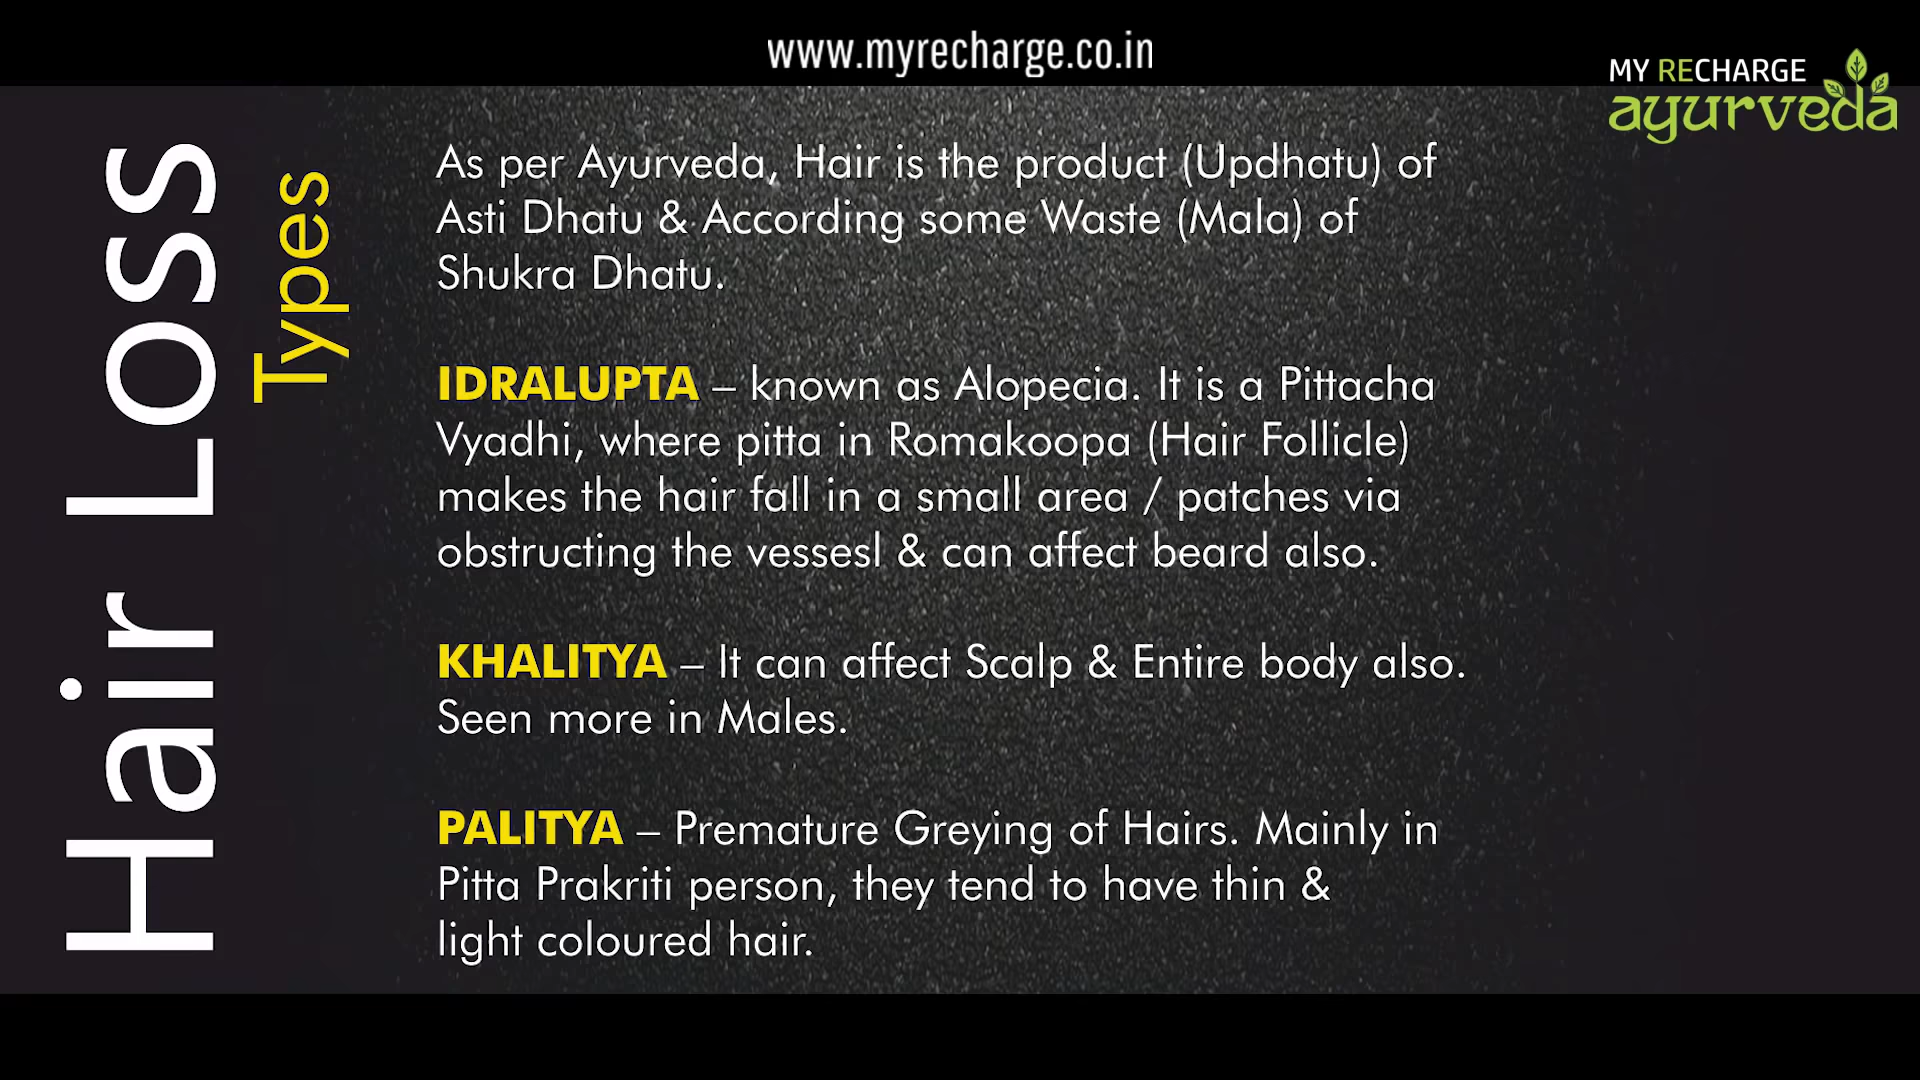 www.myrecharge.co.in
MY RECHARGE
ayurveda
Hair Loss
Types
As per Ayurveda, Hair is the product (Updhatu) of
Asti Dhatu & According some Waste (Mala) of
Shukra Dhatu.
IDRALUPTA – known as Alopecia. It is a Pittacha
Vyadhi, where pitta in Romakoopa (Hair Follicle)
makes the hair fall in a small area / patches via
obstructing the vessesl & can affect beard also.
KHALITYA – It can affect Scalp & Entire body also.
Seen more in Males.
PALITYA – Premature Greying of Hairs. Mainly in
Pitta Prakriti person, they tend to have thin &
light coloured hair.